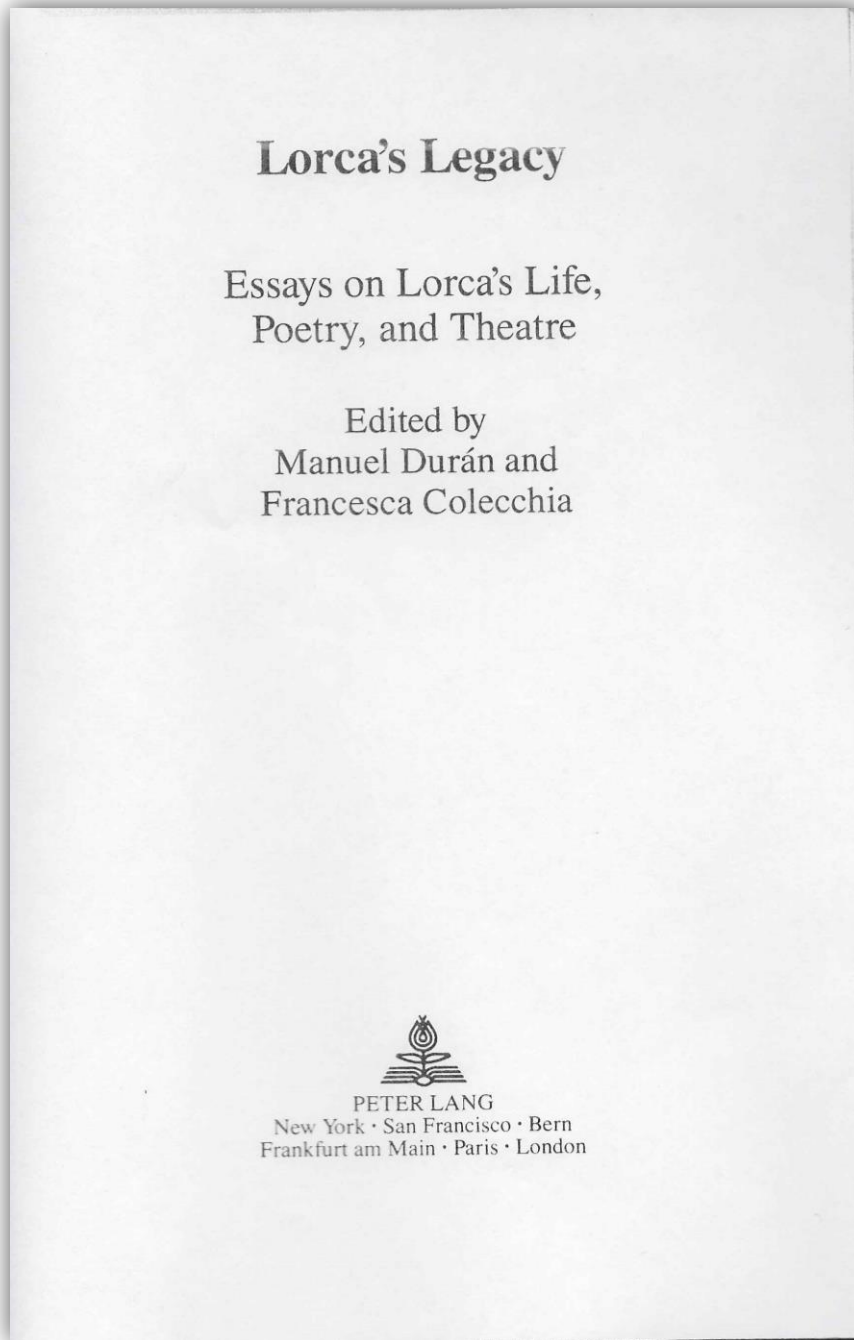 Lorca's Legacy
Essays on Lorca's Life,
Poetry, and Theatre
Edited by
Manuel Durán and
Francesca Colecchia
PETER LANG
New York · San Francisco · Bern
Frankfurt am Main · Paris · London